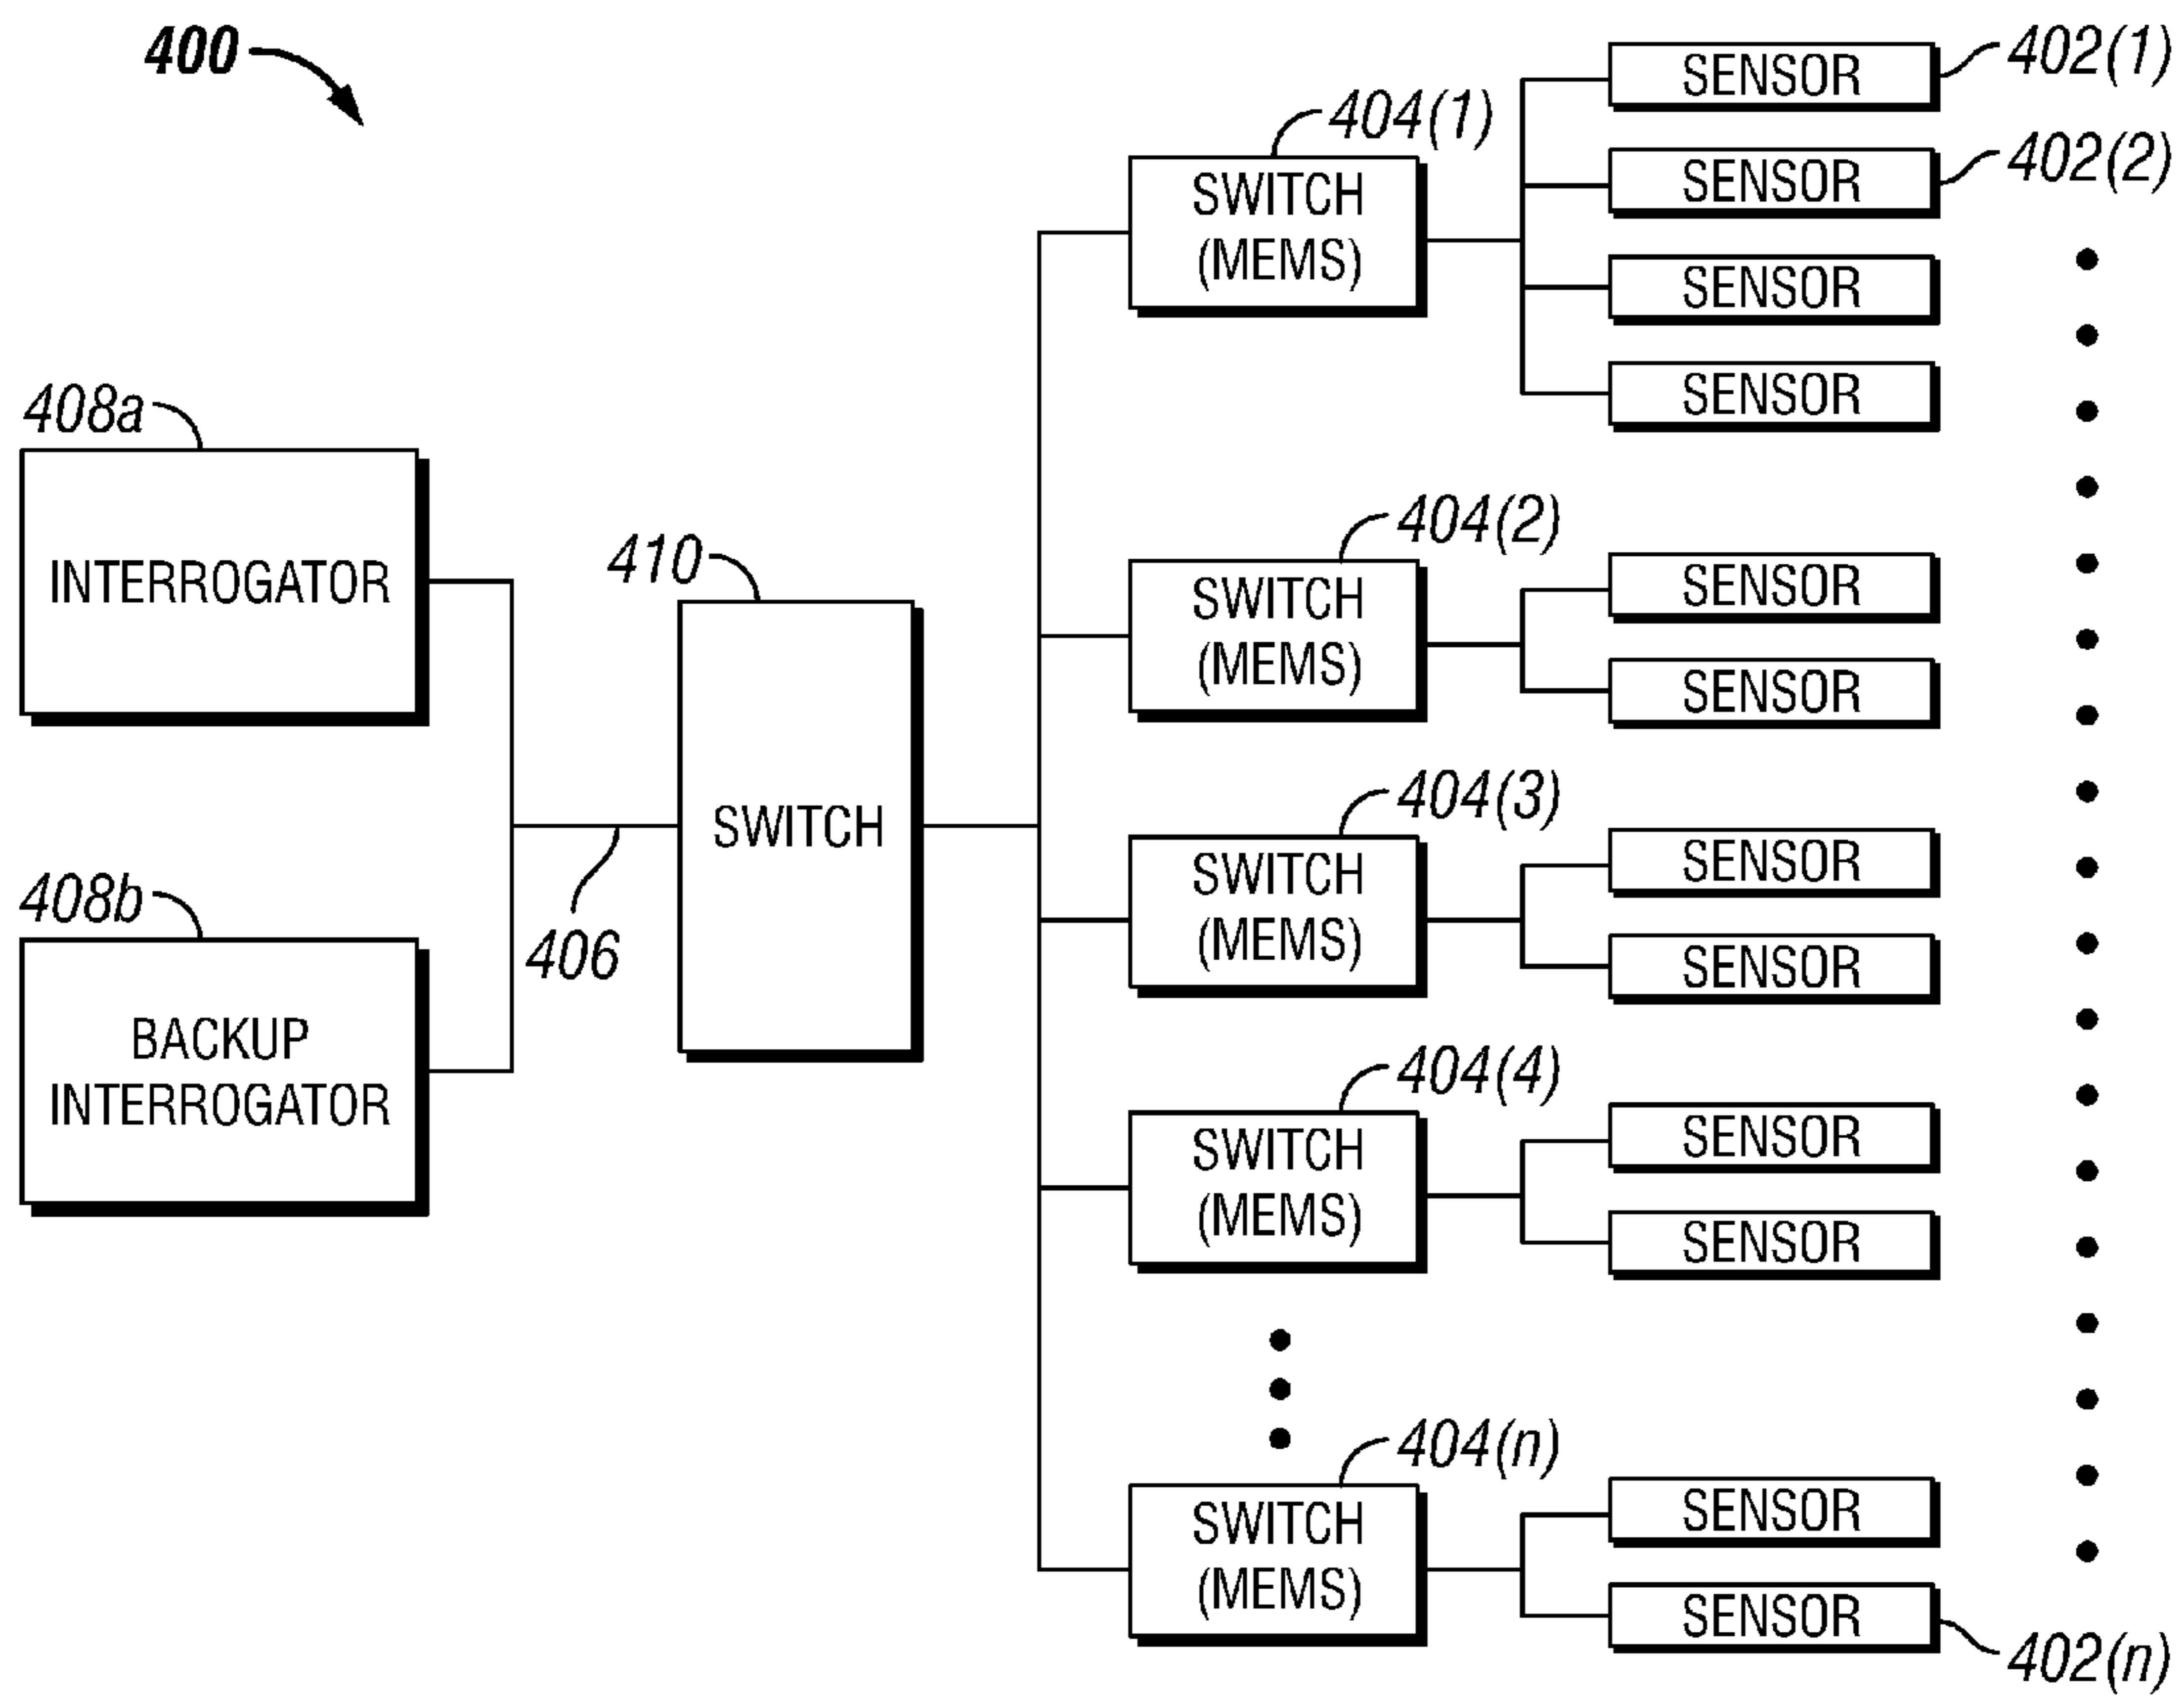 400
408a
INTERROGATOR
408b
BACKUP
INTERROGATOR
406
410
SWITCH
404(1)
SWITCH
(MEMS)
SENSOR
402(1)
SENSOR
402(2)
SENSOR
SENSOR
404(2)
SWITCH
(MEMS)
SENSOR
SENSOR
404(3)
SWITCH
(MEMS)
SENSOR
SENSOR
404(4)
SWITCH
(MEMS)
SENSOR
SENSOR
404(n)
SWITCH
(MEMS)
SENSOR
SENSOR
402(n)